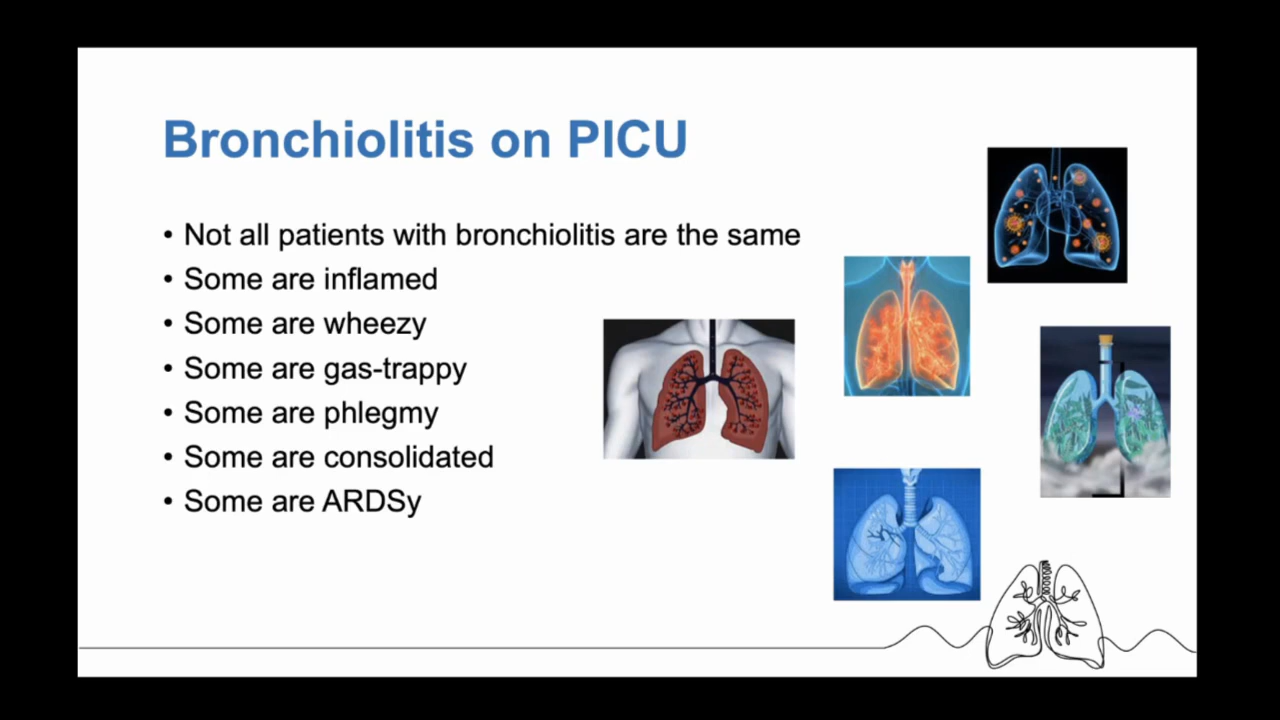 Bronchiolitis on PICU
• Not all patients with bronchiolitis are the same
• Some are inflamed
• Some are wheezy
• Some are gas-trappy
• Some are phlegmy
• Some are consolidated
• Some are ARDSy